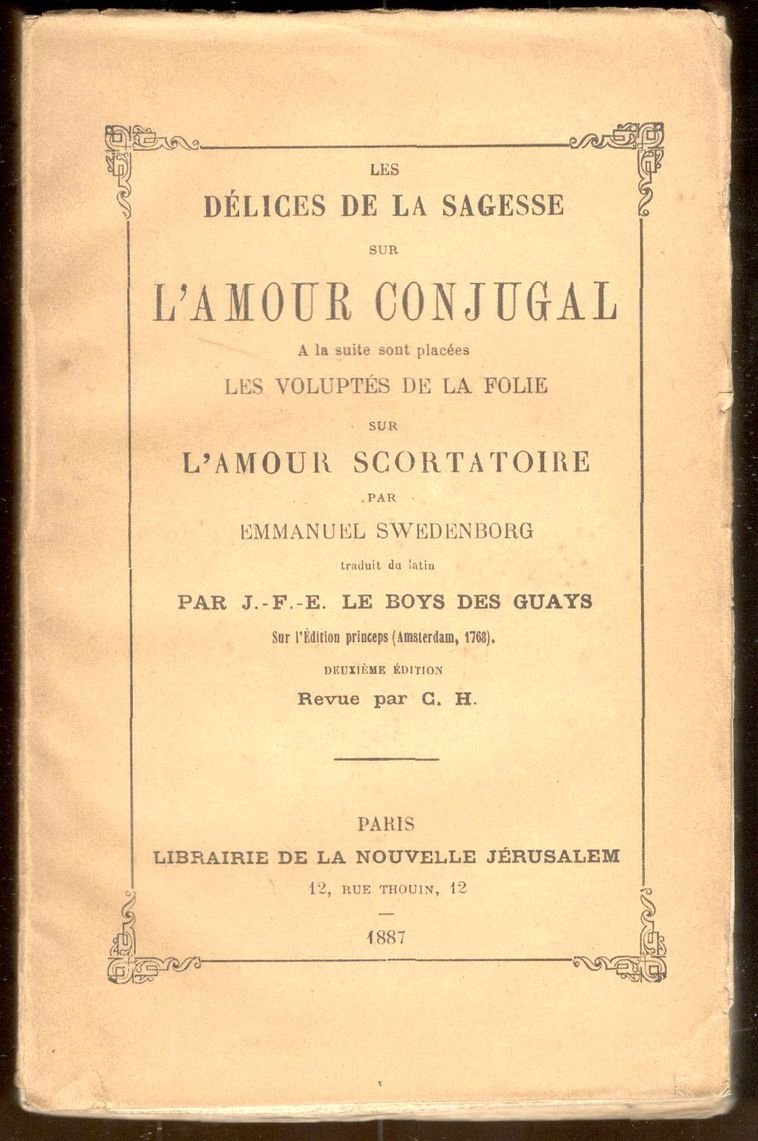 LES
DÉLICES DE LA SAGESSE
SUR
L'AMOUR CONJUGAL
A la suite sont placées
LES VOLUPTÉS DE LA FOLIE
SUR
L'AMOUR SCORTATOIRE
PAR
EMMANUEL SWEDENBORG
traduit du latin
PAR J.-F.-E. LE BOYS DES GUAYS
Sur l'Édition princeps (Amsterdam, 1768).
DEUXIÈME ÉDITION
Revue par C. H.
PARIS
LIBRAIRIE DE LA NOUVELLE JÉRUSALEM
12, RUE THOUIN, 12
1887